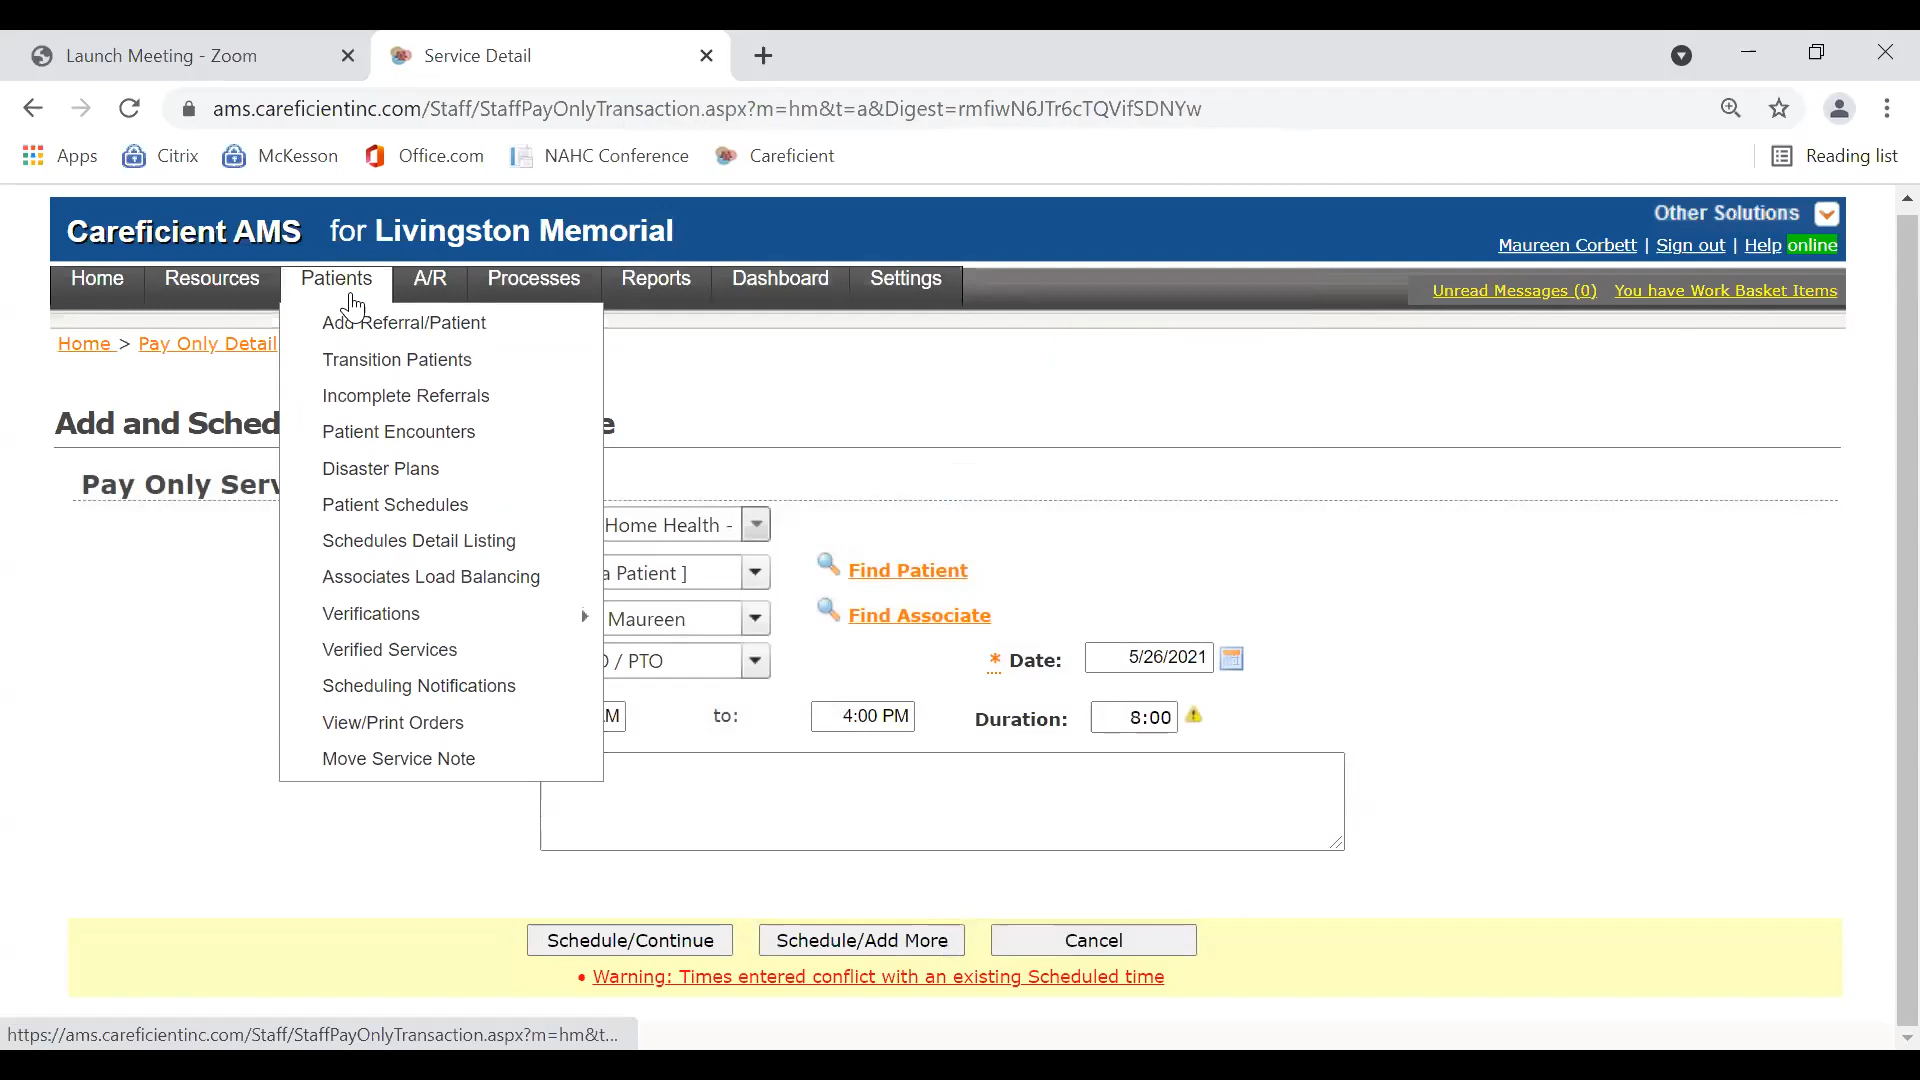 Launch Meeting - Zoom
Service Detail
ams.careficientinc.com/Staff/StaffPayOnlyTransaction.aspx?m=hm&t=a&Digest=rmfiwN6JTr6cTQVifSDNYw
Apps Citrix McKesson Office.com NAHC Conference Careficient Reading list
Careficient AMS for Livingston Memorial
Other Solutions
Maureen Corbett | Sign out | Help online
Home Resources Patients A/R Processes Reports Dashboard Settings
Unread Messages (0) You have Work Basket Items
Home > Pay Only Detail
Add Referral/Patient
Transition Patients
Incomplete Referrals
Patient Encounters
Disaster Plans
Patient Schedules
Schedules Detail Listing
Associates Load Balancing
Verifications
Verified Services
Scheduling Notifications
View/Print Orders
Move Service Note
Add and Sched e
Pay Only Serv
Home Health -
a Patient ] Find Patient
Maureen Find Associate
/ PTO * Date: 5/26/2021
M to: 4:00 PM Duration: 8:00
Schedule/Continue Schedule/Add More Cancel
• Warning: Times entered conflict with an existing Scheduled time
https://ams.careficientinc.com/Staff/StaffPayOnlyTransaction.aspx?m=hm&t...